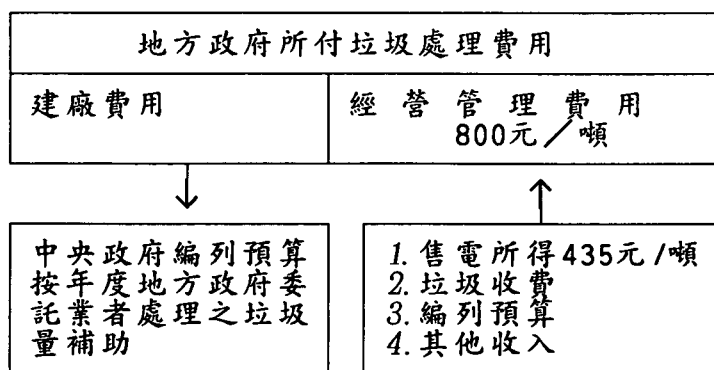 地方政府所付垃圾處理費用
建廠費用
經營管理費用
800元／噸
中央政府編列預算
按年度地方政府委
託業者處理之垃圾
量補助
1. 售電所得435元/噸
2. 垃圾收費
3. 編列預算
4. 其他收入